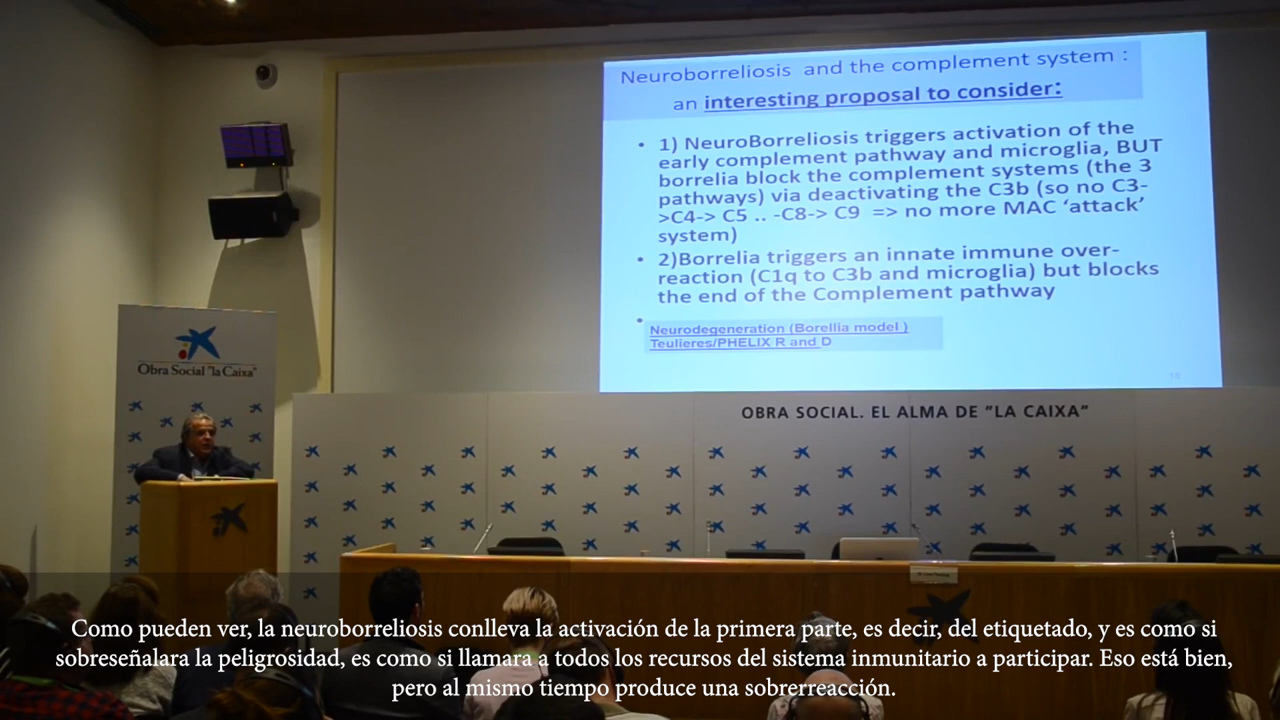 Neuroborreliosis and the complement system :
an interesting proposal to consider:
• 1) NeuroBorreliosis triggers activation of the
early complement pathway and microglia, BUT
borrelia block the complement systems (the 3
pathways) via deactivating the C3b (so no C3-
>C4-> C5 .. -C8-> C9 => no more MAC ‘attack’
system)
• 2)Borrelia triggers an innate immune over-
reaction (C1q to C3b and microglia) but blocks
the end of the Complement pathway
• Neurodegeneration (Borellia model )
Teulieres/PHELIX R and D
Obra Social "la Caixa"
OBRA SOCIAL. EL ALMA DE "LA CAIXA"
Como pueden ver, la neuroborreliosis conlleva la activación de la primera parte, es decir, del etiquetado, y es como si
sobreseñalara la peligrosidad, es como si llamara a todos los recursos del sistema inmunitario a participar. Eso está bien,
pero al mismo tiempo produce una sobrerreacción.